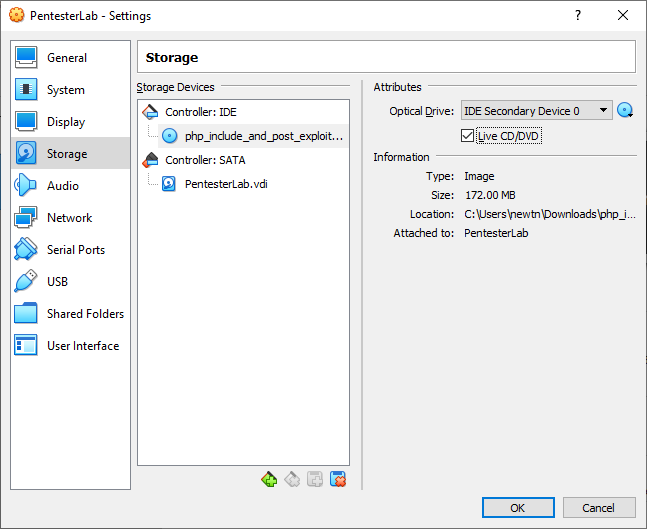 PentesterLab - Settings
General
System
Display
Storage
Audio
Network
Serial Ports
USB
Shared Folders
User Interface
Storage
Storage Devices
Controller: IDE
php_include_and_post_exploit...
Controller: SATA
PentesterLab.vdi
Attributes
Optical Drive: IDE Secondary Device 0
Live CD/DVD
Information
Type: Image
Size: 172.00 MB
Location: C:\Users\newtn\Downloads\php_i...
Attached to: PentesterLab
OK Cancel